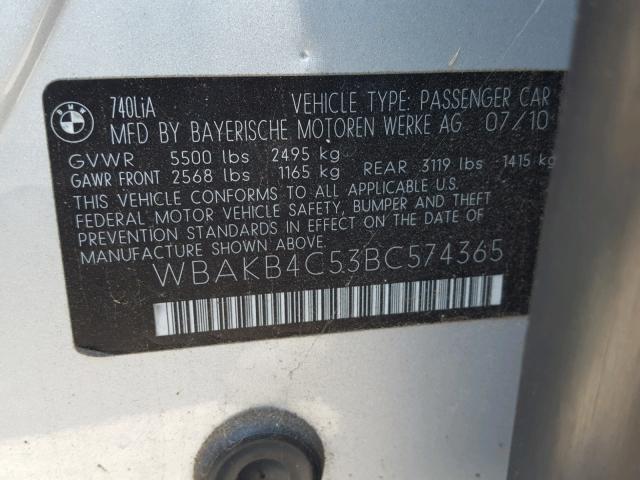 BMW
740LiA VEHICLE TYPE: PASSENGER CAR
MFD BY BAYERISCHE MOTOREN WERKE AG 07/10
GVWR 5500 lbs 2495 kg
GAWR FRONT 2568 lbs 1165 kg REAR 3119 lbs 1415 kg
THIS VEHICLE CONFORMS TO ALL APPLICABLE U.S.
FEDERAL MOTOR VEHICLE SAFETY, BUMPER AND THEFT
PREVENTION STANDARDS IN EFFECT ON THE DATE OF
MANUFACTURE SHOWN ABOVE.
WBAKB4C53BC574365